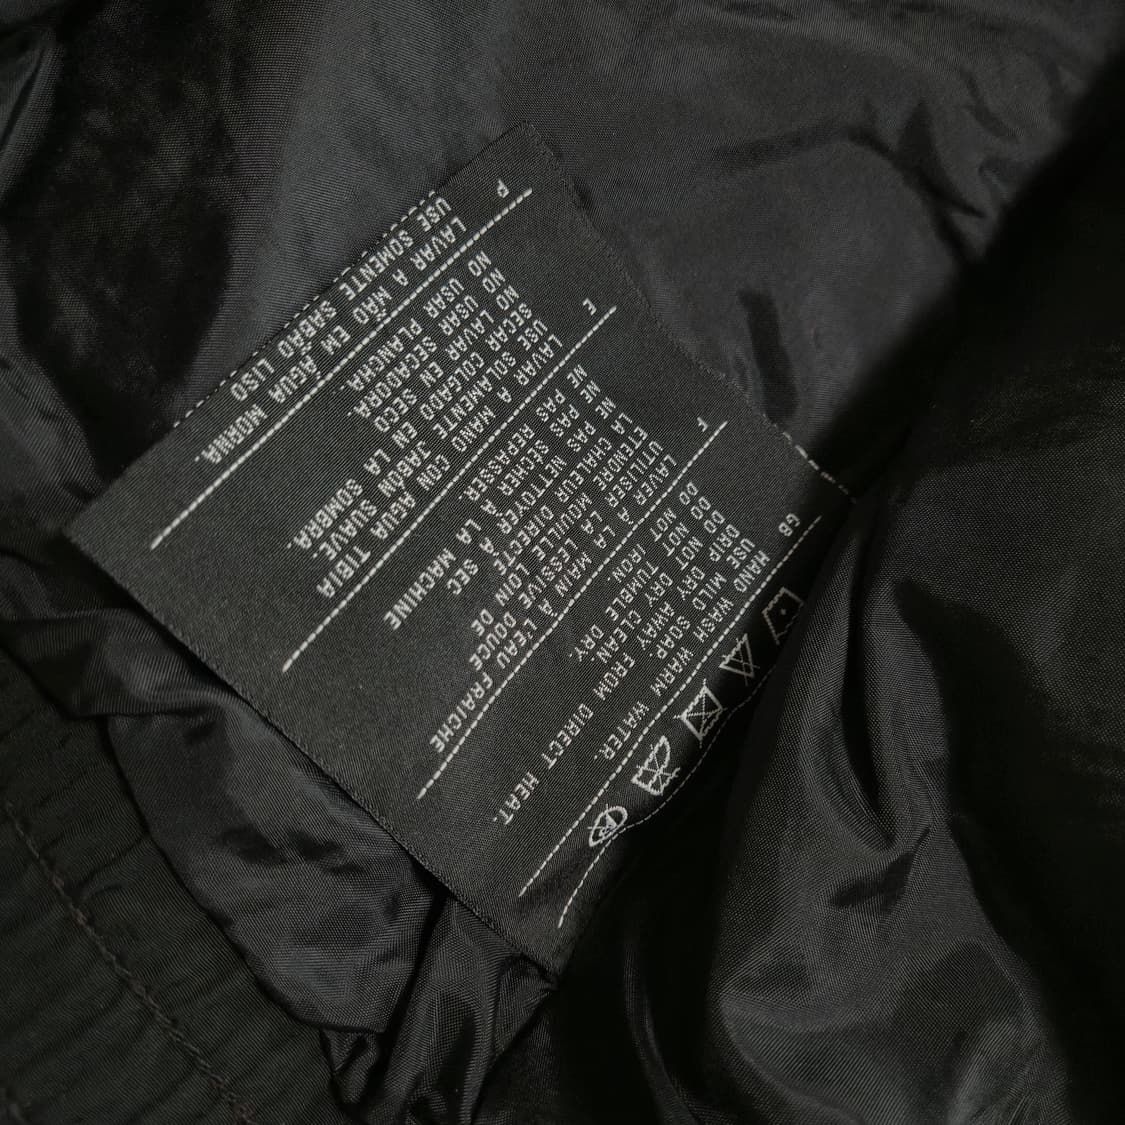 GB
HAND WASH WARM WATER.
USE MILD SOAP.
DRIP DRY AWAY FROM DIRECT HEAT.
DO NOT DRY CLEAN.
DO NOT TUMBLE DRY.
DO NOT IRON.
F
LAVER À LA MAIN À L'EAU FRAICHE
UTILISER LA LESSIVE DOUCE
ETENDRE MOUILLE LOIN DE
LA CHALEUR DIRECTE
NE PAS NETTOYER À SEC
NE PAS SÉCHER À LA MACHINE
NE PAS REPASSER.
E
LAVAR A MANO CON AGUA TIBIA
USE SOLAMENTE JABÓN SUAVE.
SECAR COLGADO EN LA SOMBRA.
NO LAVAR EN SECO
NO USAR SECADORA.
NO USAR PLANCHA.
P
LAVAR A MÃO EM ÁGUA MORNA.
USE SOMENTE SABÃO LISO